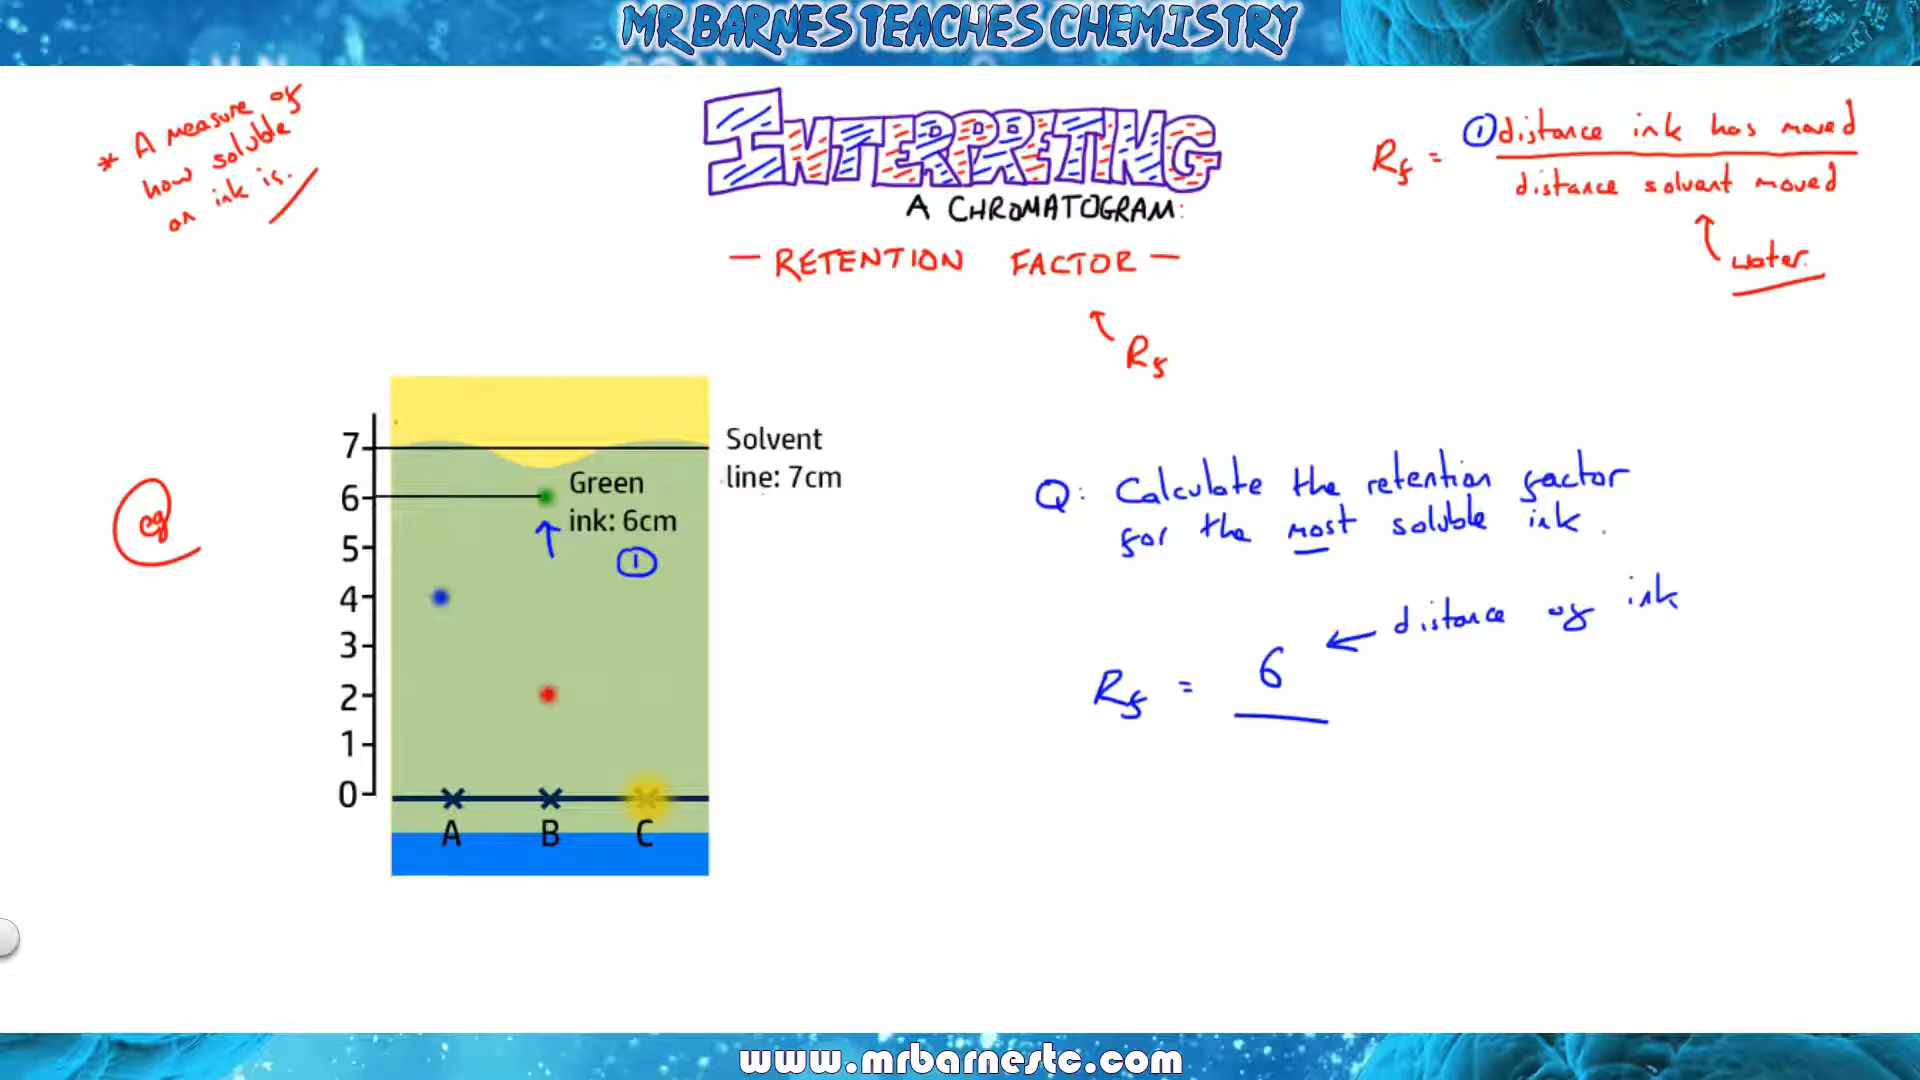 MR BARNES TEACHES CHEMISTRY
* A measure of
how soluble
an ink is.
INTERPRETING
A CHROMATOGRAM:
- RETENTION FACTOR -
Rf
Rf = ① distance ink has moved
distance solvent moved
water.
eg
7
6
5
4
3
2
1
0
Solvent
line: 7cm
Green
ink: 6cm
①
A B C
Q: Calculate the retention factor
for the most soluble ink.
Rf = 6 ← distance of ink
www.mrbarnestc.com